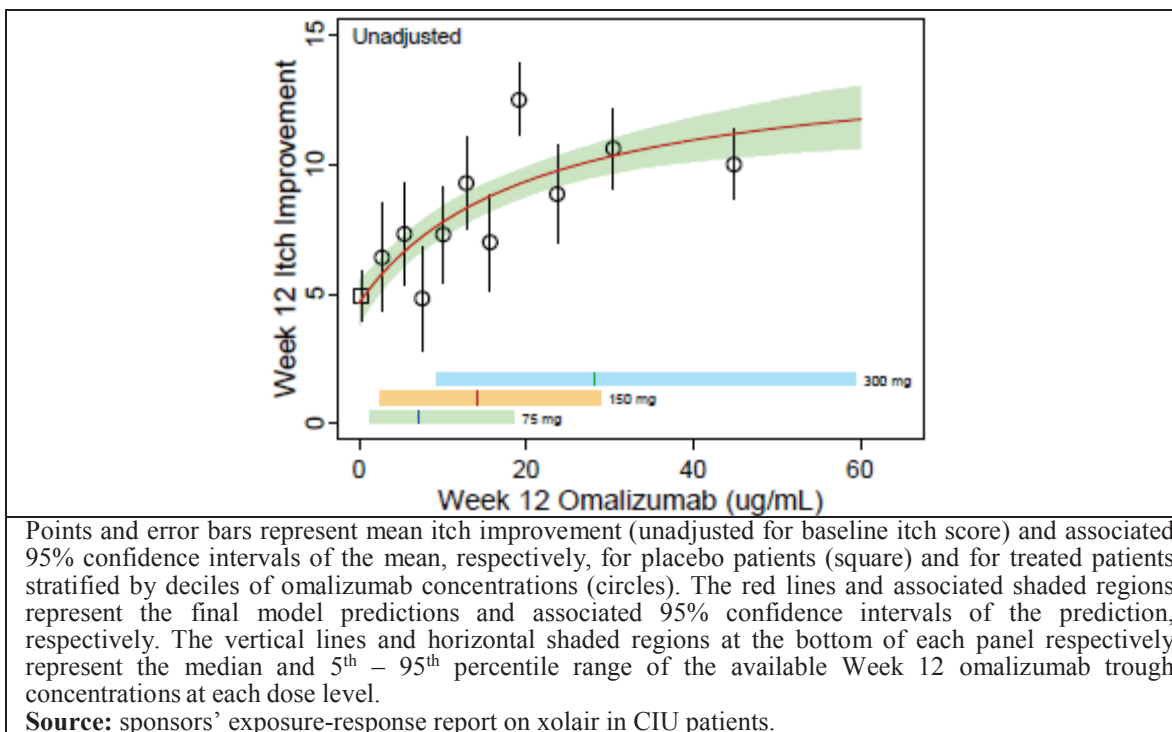 Unadjusted
15
10
5
0
Week 12 Itch Improvement
300 mg
150 mg
75 mg
0 20 40 60
Week 12 Omalizumab (ug/mL)
Points and error bars represent mean itch improvement (unadjusted for baseline itch score) and associated
95% confidence intervals of the mean, respectively, for placebo patients (square) and for treated patients
stratified by deciles of omalizumab concentrations (circles). The red lines and associated shaded regions
represent the final model predictions and associated 95% confidence intervals of the prediction,
respectively. The vertical lines and horizontal shaded regions at the bottom of each panel respectively
represent the median and 5th – 95th percentile range of the available Week 12 omalizumab trough
concentrations at each dose level.
Source: sponsors’ exposure-response report on xolair in CIU patients.